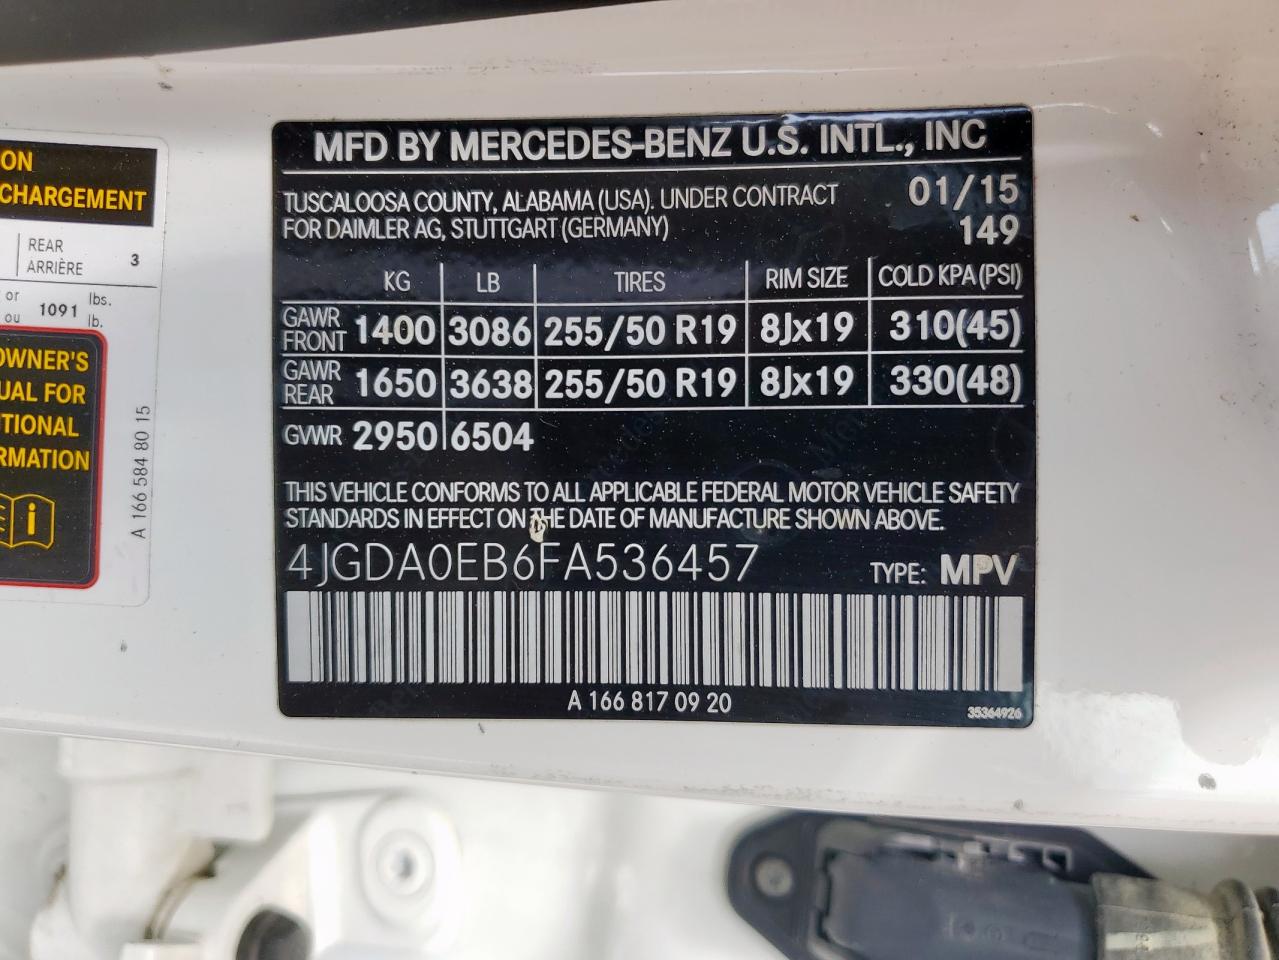 ON
CHARGEMENT
REAR
ARRIÈRE 3
or
ou 1091 lbs.
lb.
OWNER'S
UAL FOR
TIONAL
RMATION
A 166 584 80 15
MFD BY MERCEDES-BENZ U.S. INTL., INC
TUSCALOOSA COUNTY, ALABAMA (USA). UNDER CONTRACT 01/15
FOR DAIMLER AG, STUTTGART (GERMANY) 149
KG LB TIRES RIM SIZE COLD KPA (PSI)
GAWR FRONT 1400 3086 255/50 R19 8Jx19 310(45)
GAWR REAR 1650 3638 255/50 R19 8Jx19 330(48)
GVWR 2950 6504
THIS VEHICLE CONFORMS TO ALL APPLICABLE FEDERAL MOTOR VEHICLE SAFETY
STANDARDS IN EFFECT ON THE DATE OF MANUFACTURE SHOWN ABOVE.
4JGDA0EB6FA536457 TYPE: MPV
A 166 817 09 20
35364926